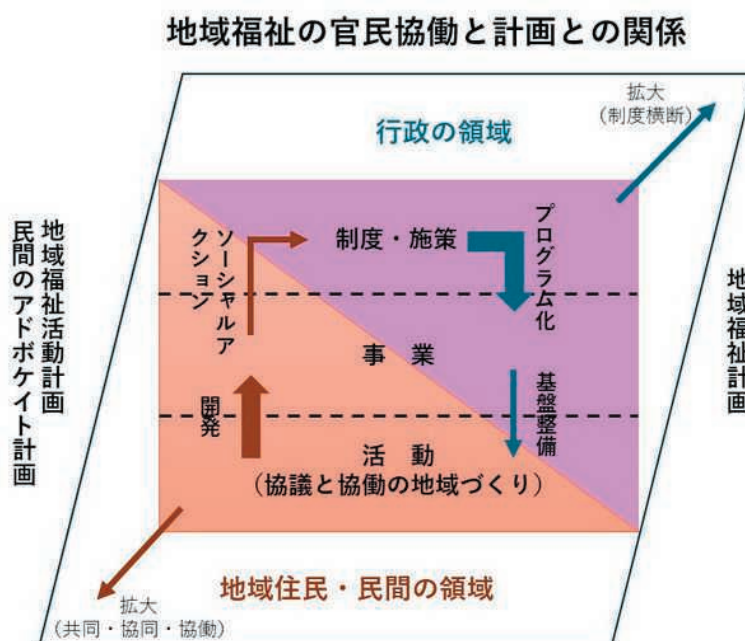 地域福祉の官民協働と計画との関係
拡大
（制度横断）
行政の領域
地域福祉活動計画
民間のアドボケイト計画
ソーシャルア
クション
制度・施策
プログラム化
地域福祉計画
事　業
開発
基盤整備
活　動
（協議と協働の地域づくり）
地域住民・民間の領域
拡大
（共同・協同・協働）